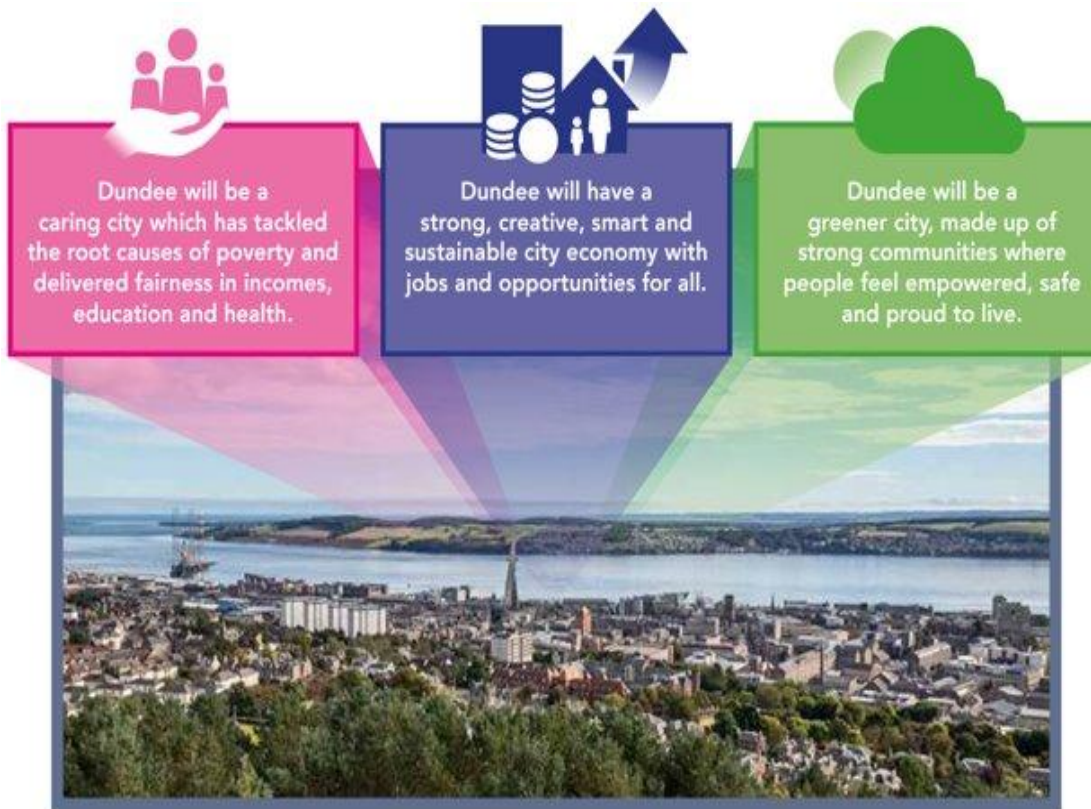 Dundee will be a
caring city which has tackled
the root causes of poverty and
delivered fairness in incomes,
education and health.
Dundee will have a
strong, creative, smart and
sustainable city economy with
jobs and opportunities for all.
Dundee will be a
greener city, made up of
strong communities where
people feel empowered, safe
and proud to live.